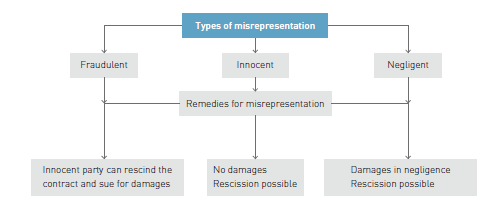 Types of misrepresentation
Fraudulent
Innocent
Negligent
Remedies for misrepresentation
Innocent party can rescind the
contract and sue for damages
No damages
Rescission possible
Damages in negligence
Rescission possible